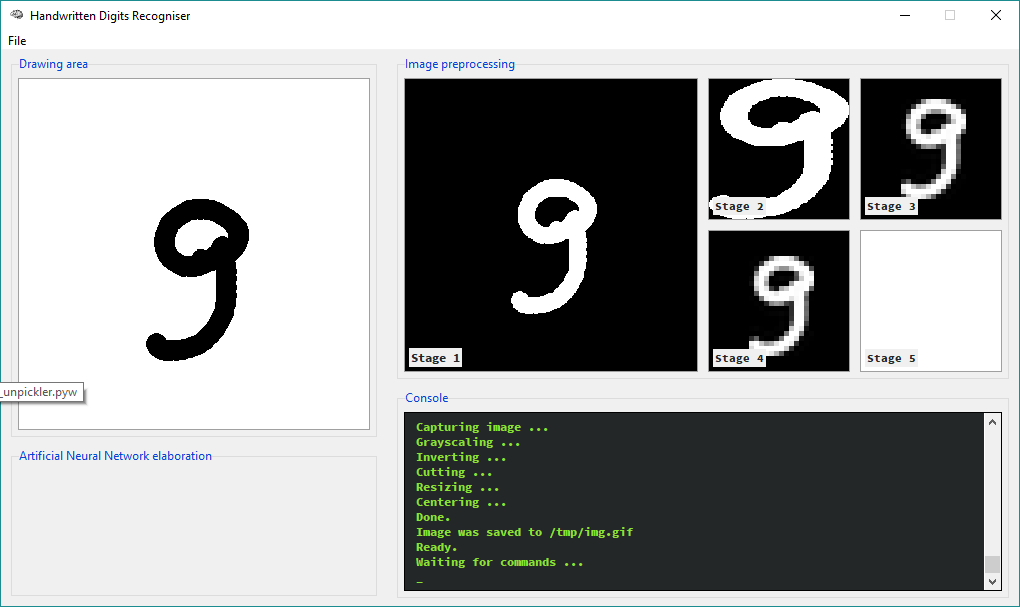 Handwritten Digits Recogniser
File
Drawing area
9
_unpickler.pyw
Artificial Neural Network elaboration
Image preprocessing
Stage 1
Stage 2
Stage 3
Stage 4
Stage 5
Console
Capturing image ...
Grayscaling ...
Inverting ...
Cutting ...
Resizing ...
Centering ...
Done.
Image was saved to /tmp/img.gif
Ready.
Waiting for commands ...
_